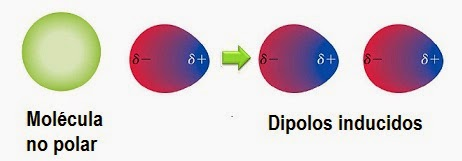 δ− δ+ δ− δ+ δ− δ+
Molécula
no polar
Dipolos inducidos